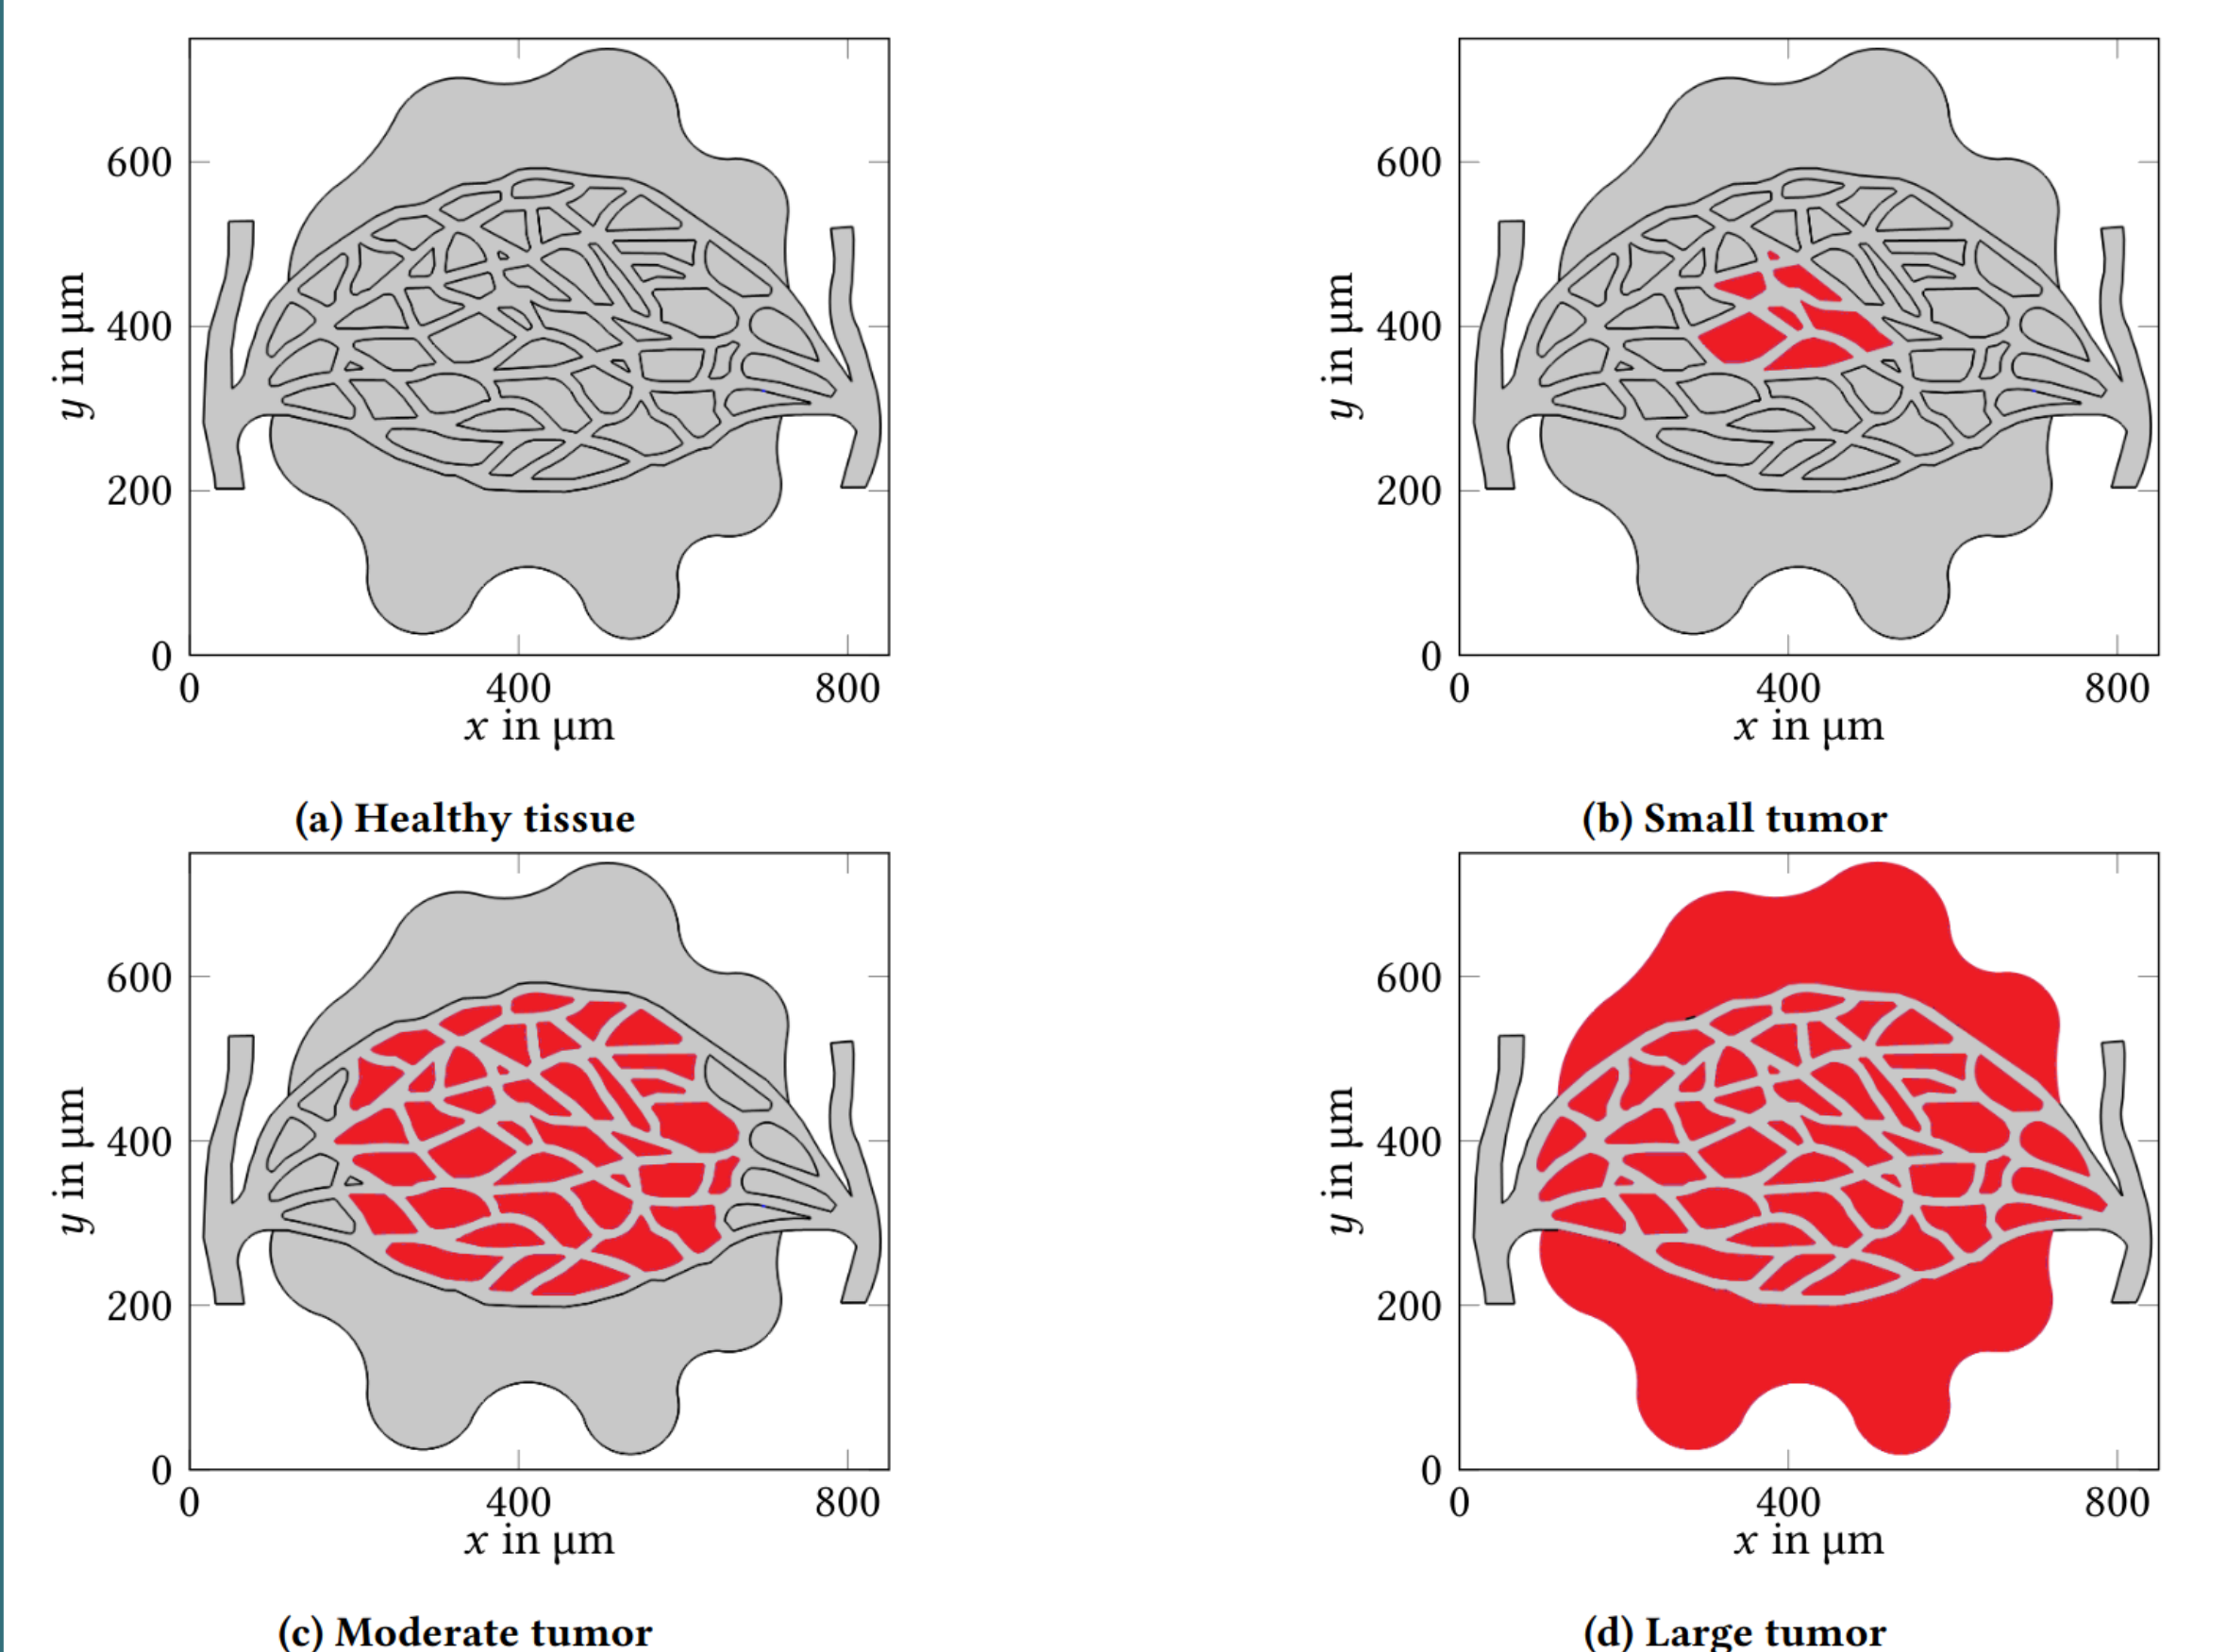 600
400
200
0
0 400 800
x in µm
y in µm
(a) Healthy tissue
600
400
200
0
0 400 800
x in µm
y in µm
(b) Small tumor
600
400
200
0
0 400 800
x in µm
y in µm
(c) Moderate tumor
600
400
200
0
0 400 800
x in µm
y in µm
(d) Large tumor